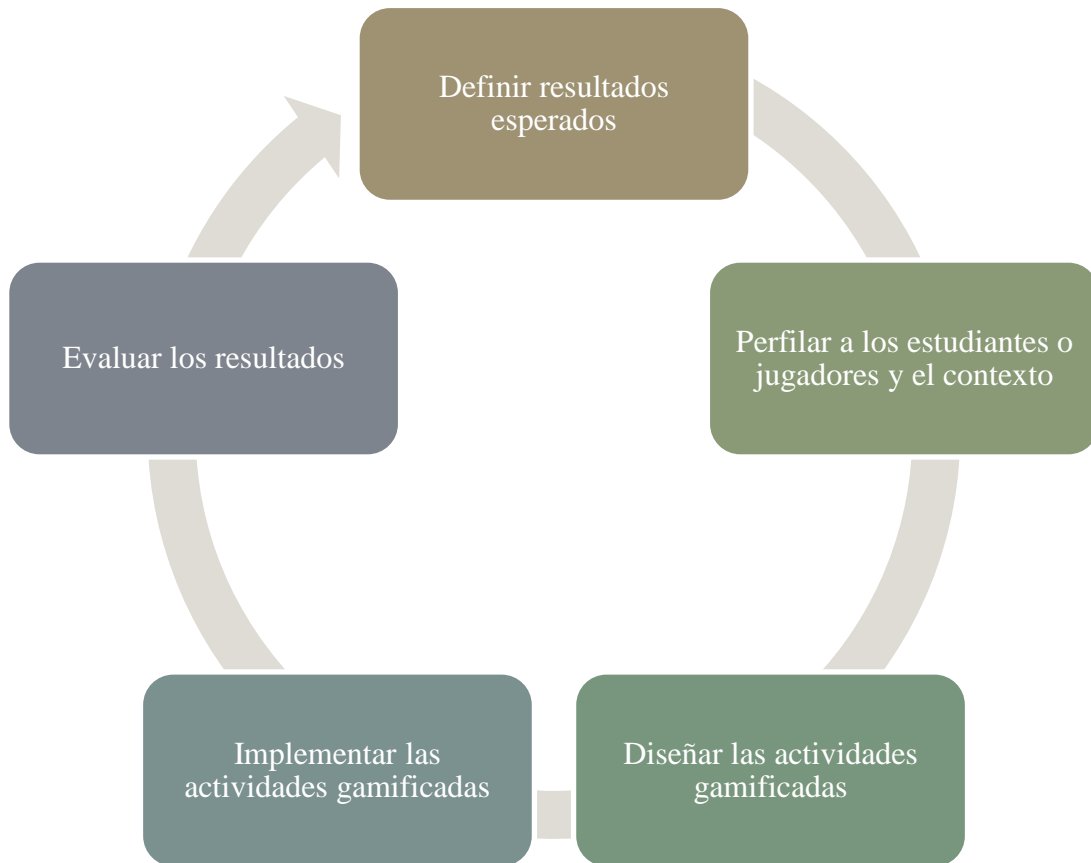 Definir resultados
esperados
Perfilar a los estudiantes o
jugadores y el contexto
Diseñar las actividades
gamificadas
Implementar las
actividades gamificadas
Evaluar los resultados